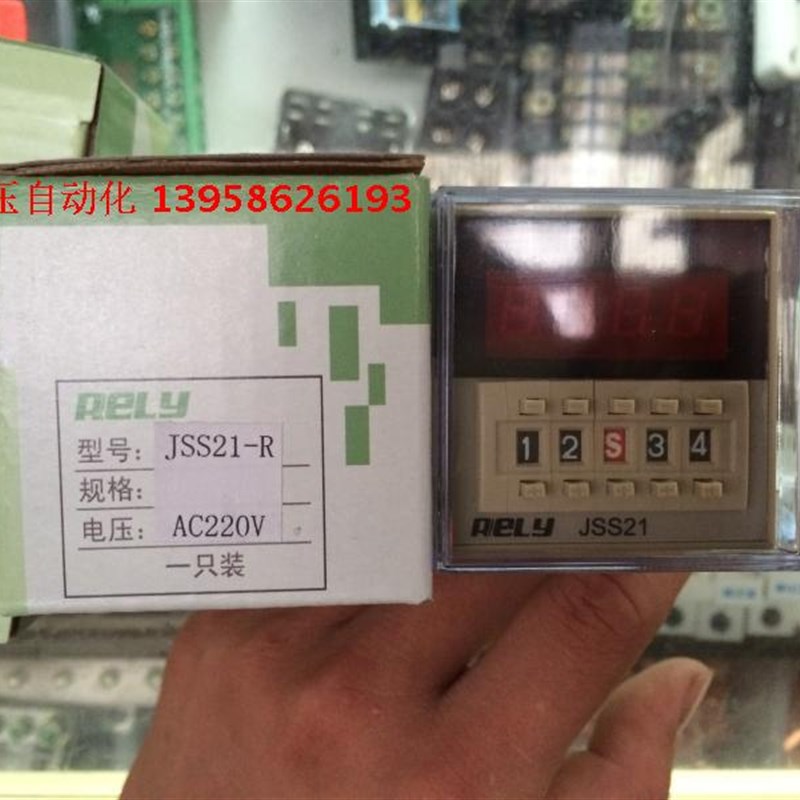 压自动化 13958626193
RELY
型号: JSS21-R
规格:
电压: AC220V
一只装
1 2 S 3 4
RELY JSS21